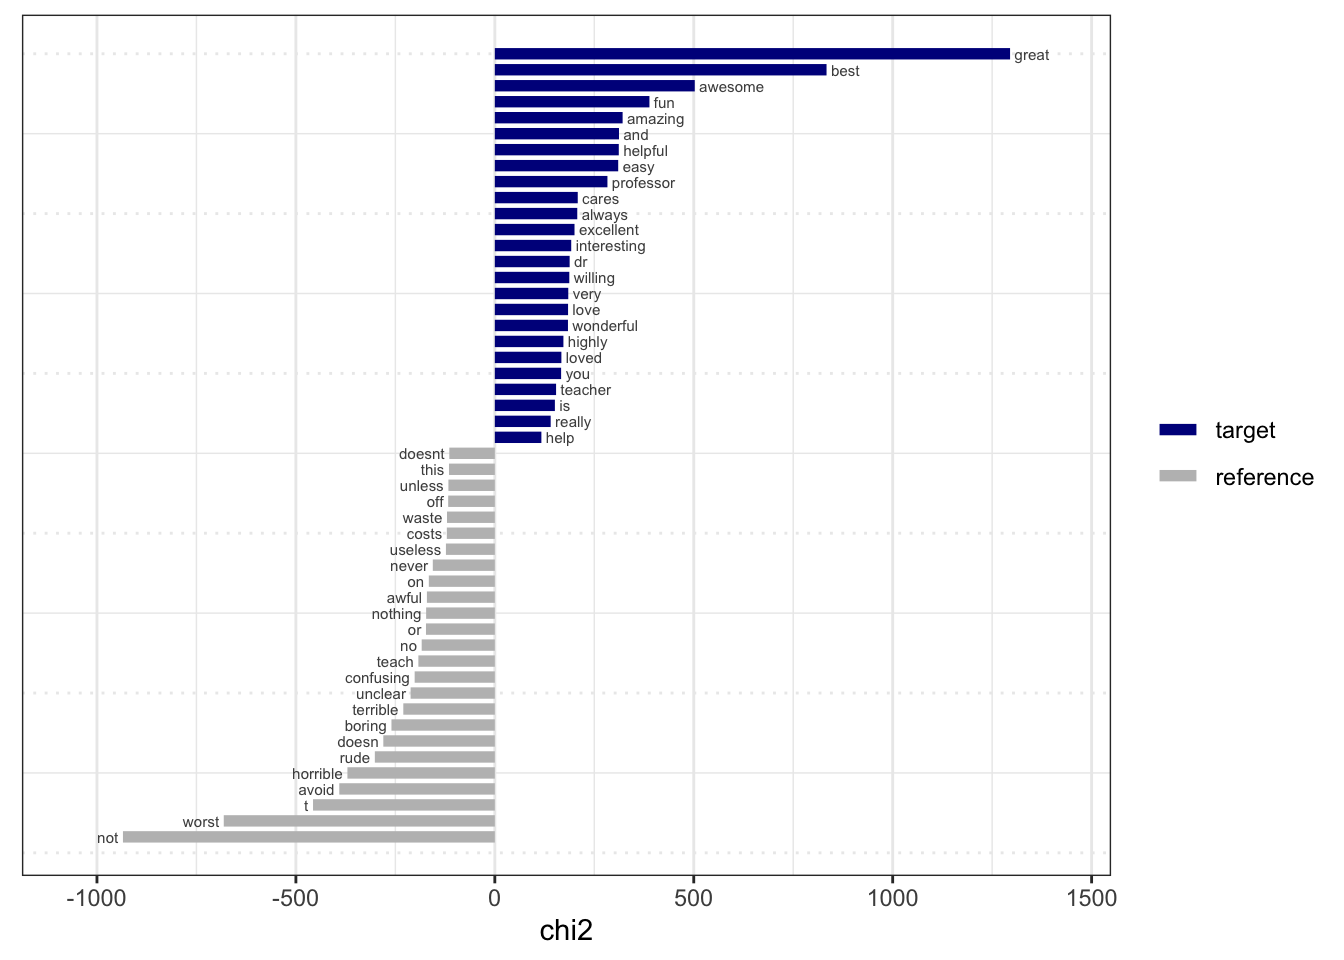 great
best
awesome
fun
amazing
and
helpful
easy
professor
cares
always
excellent
interesting
dr
willing
very
love
wonderful
highly
loved
you
teacher
is
really
help
doesnt
this
unless
off
waste
costs
useless
never
on
awful
nothing
or
no
teach
confusing
unclear
terrible
boring
doesn
rude
horrible
avoid
t
worst
not
-1000 -500 0 500 1000 1500
chi2
target
reference